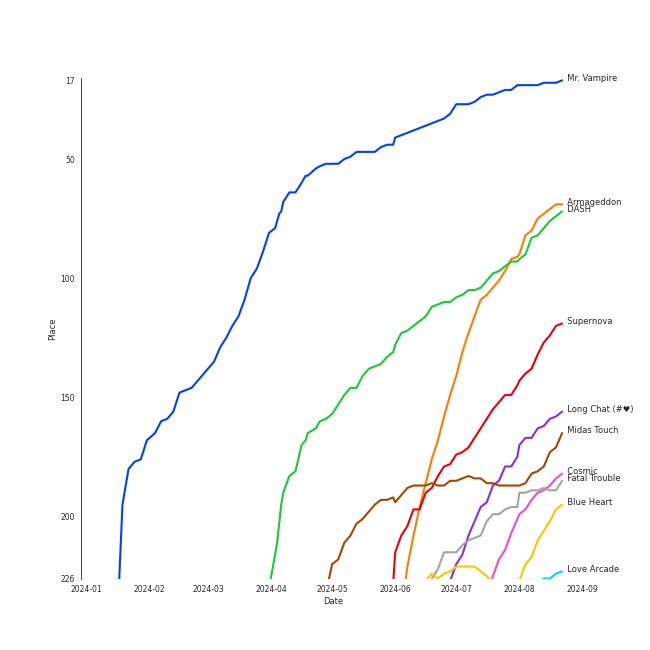 17
50
100
150
200
226
Place
2024-01
2024-02
2024-03
2024-04
2024-05
2024-06
2024-07
2024-08
2024-09
Date
Mr. Vampire
Armageddon
DASH
Supernova
Long Chat (#♥)
Midas Touch
Cosmic
Fatal Trouble
Blue Heart
Love Arcade